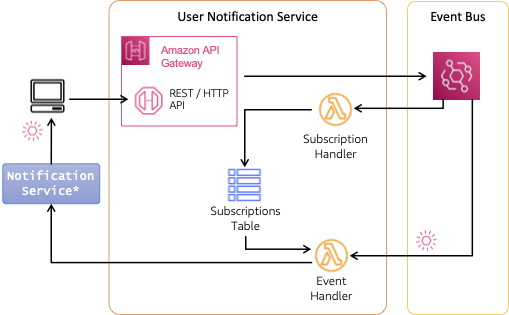 User Notification Service
Event Bus
Amazon API
Gateway
REST / HTTP
API
Subscription
Handler
Notification
Service*
Subscriptions
Table
Event
Handler